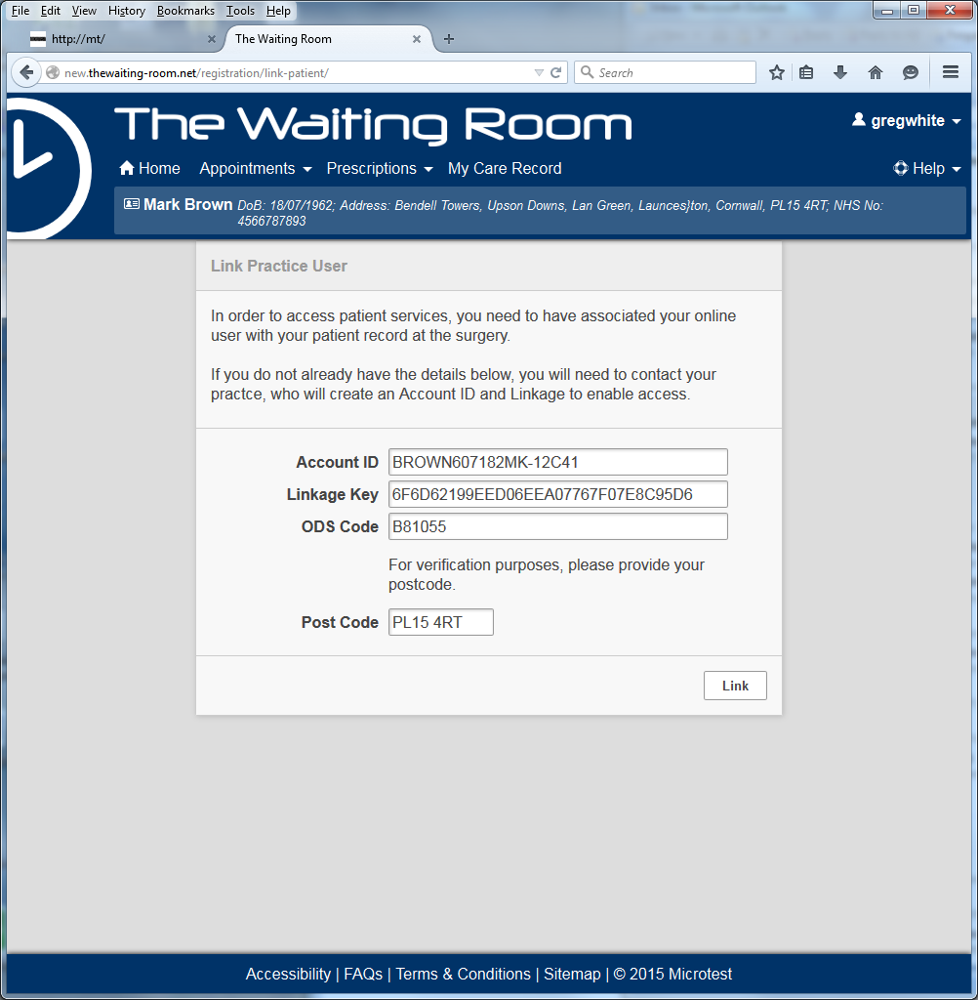 File Edit View History Bookmarks Tools Help
http://mt/ The Waiting Room
new.thewaiting-room.net/registration/link-patient/ Search
The Waiting Room
gregwhite
Home Appointments Prescriptions My Care Record Help
Mark Brown DoB: 18/07/1962; Address: Bendell Towers, Upson Downs, Lan Green, Launces}ton, Cornwall, PL15 4RT; NHS No:
4566787893
Link Practice User
In order to access patient services, you need to have associated your online
user with your patient record at the surgery.
If you do not already have the details below, you will need to contact your
practce, who will create an Account ID and Linkage to enable access.
Account ID BROWN607182MK-12C41
Linkage Key 6F6D62199EED06EEA07767F07E8C95D6
ODS Code B81055
For verification purposes, please provide your
postcode.
Post Code PL15 4RT
Link
Accessibility | FAQs | Terms & Conditions | Sitemap | © 2015 Microtest